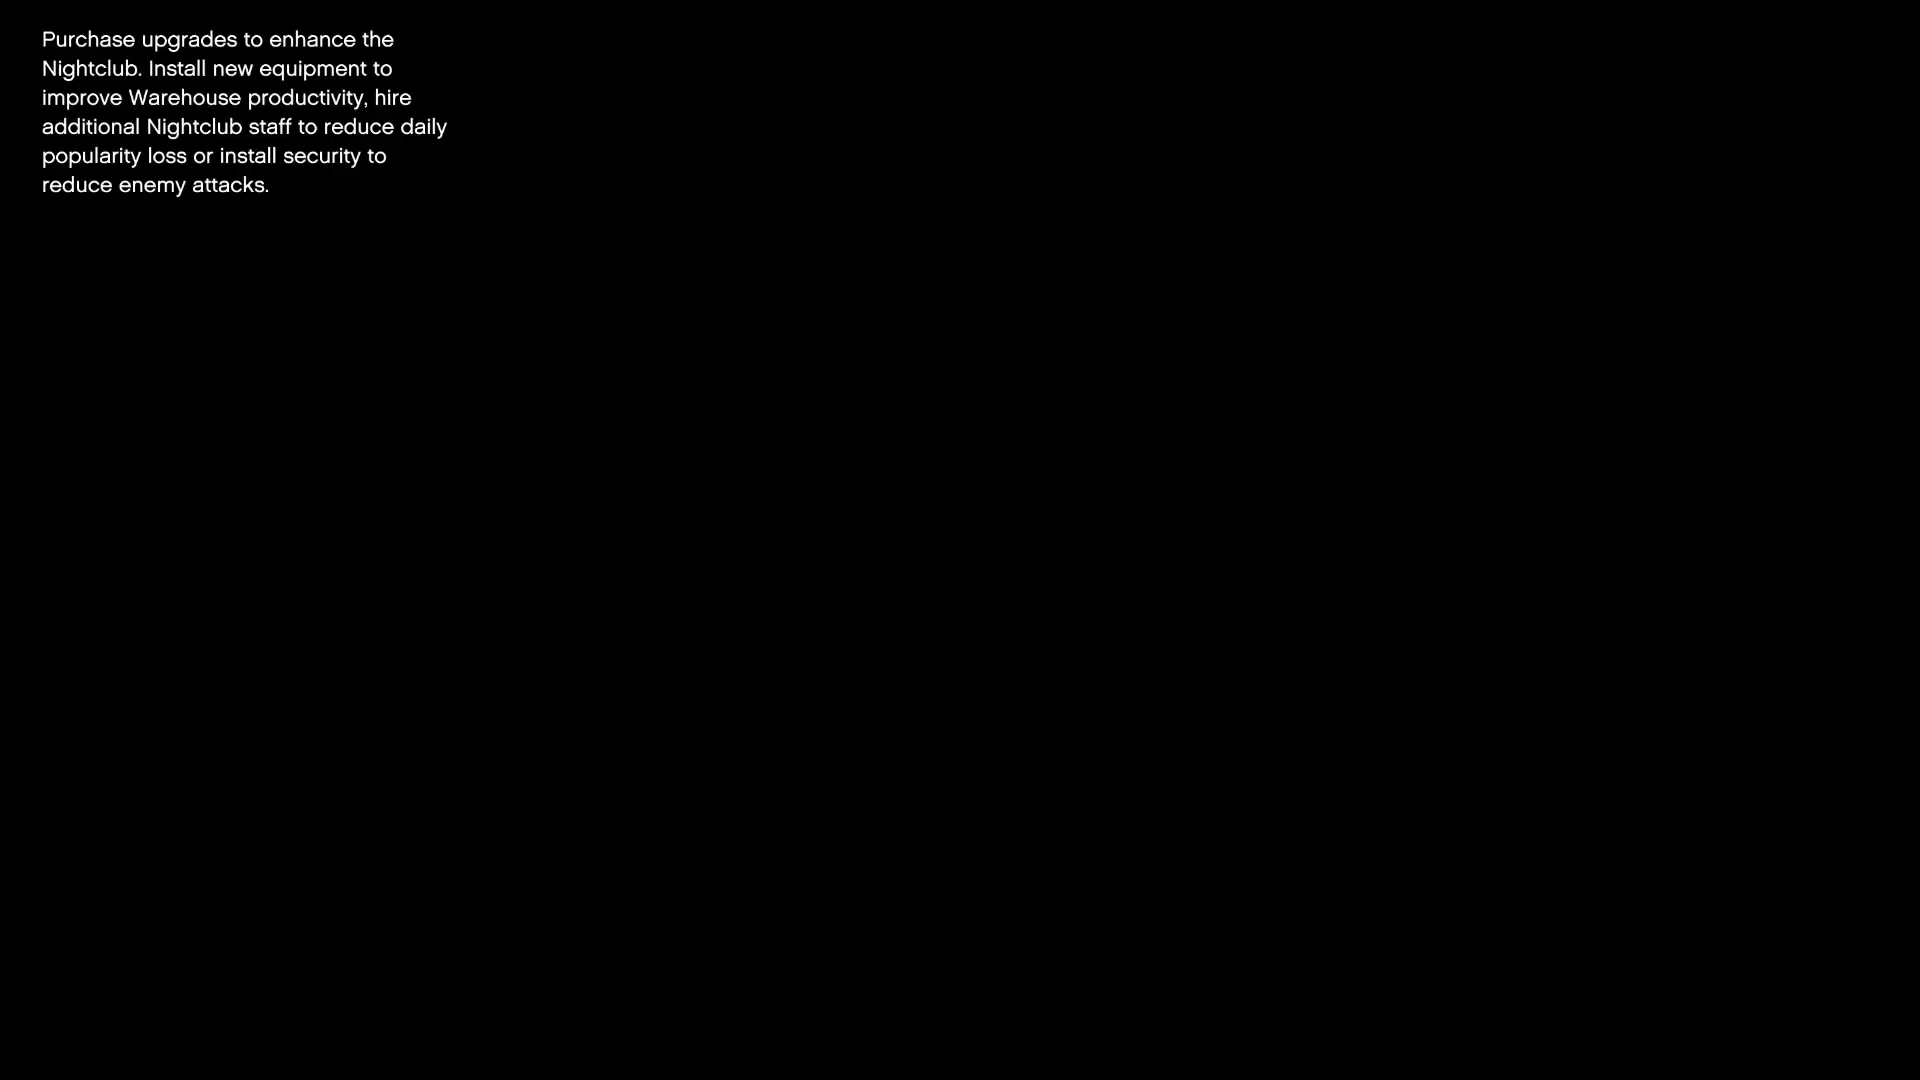 Purchase upgrades to enhance the
Nightclub. Install new equipment to
improve Warehouse productivity, hire
additional Nightclub staff to reduce daily
popularity loss or install security to
reduce enemy attacks.